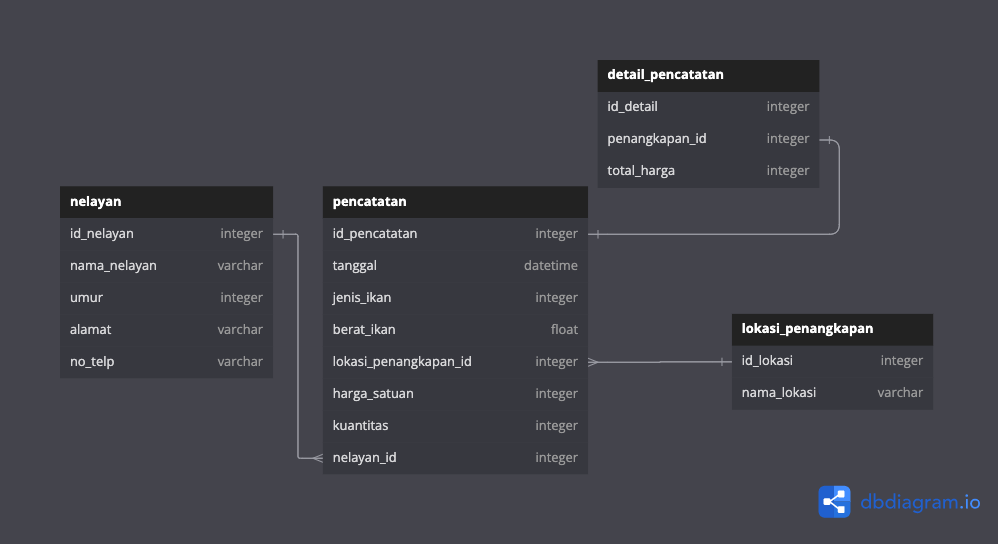 detail_pencatatan
id_detail integer
penangkapan_id integer
total_harga integer
nelayan
id_nelayan integer
nama_nelayan varchar
umur integer
alamat varchar
no_telp varchar
pencatatan
id_pencatatan integer
tanggal datetime
jenis_ikan integer
berat_ikan float
lokasi_penangkapan_id integer
harga_satuan integer
kuantitas integer
nelayan_id integer
lokasi_penangkapan
id_lokasi integer
nama_lokasi varchar
dbdiagram.io